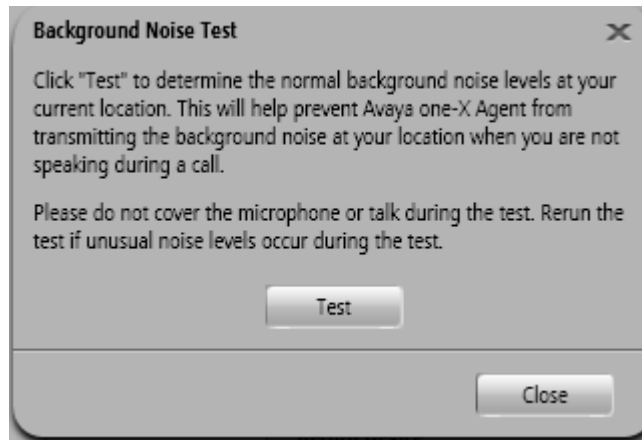 Background Noise Test
Click "Test" to determine the normal background noise levels at your
current location. This will help prevent Avaya one-X Agent from
transmitting the background noise at your location when you are not
speaking during a call.
Please do not cover the microphone or talk during the test. Rerun the
test if unusual noise levels occur during the test.
Test
Close